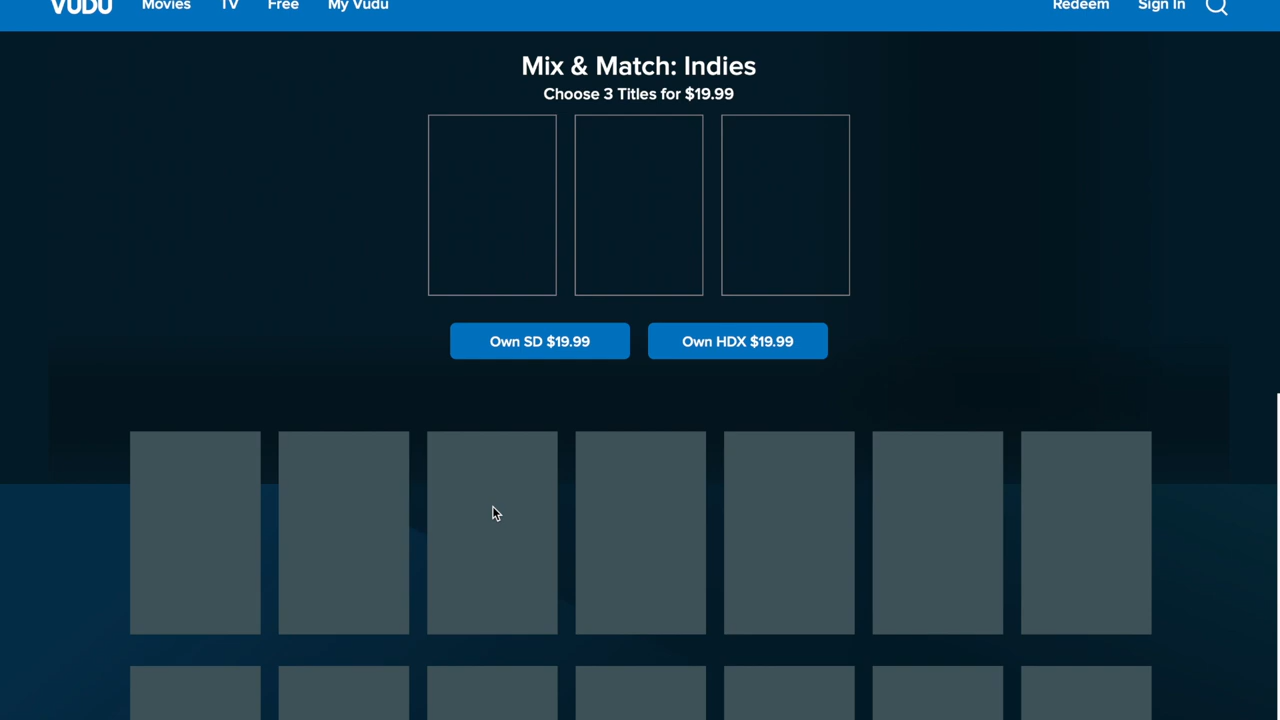 VUDU Movies TV Free My Vudu Redeem Sign In
Mix & Match: Indies
Choose 3 Titles for $19.99
Own SD $19.99 Own HDX $19.99